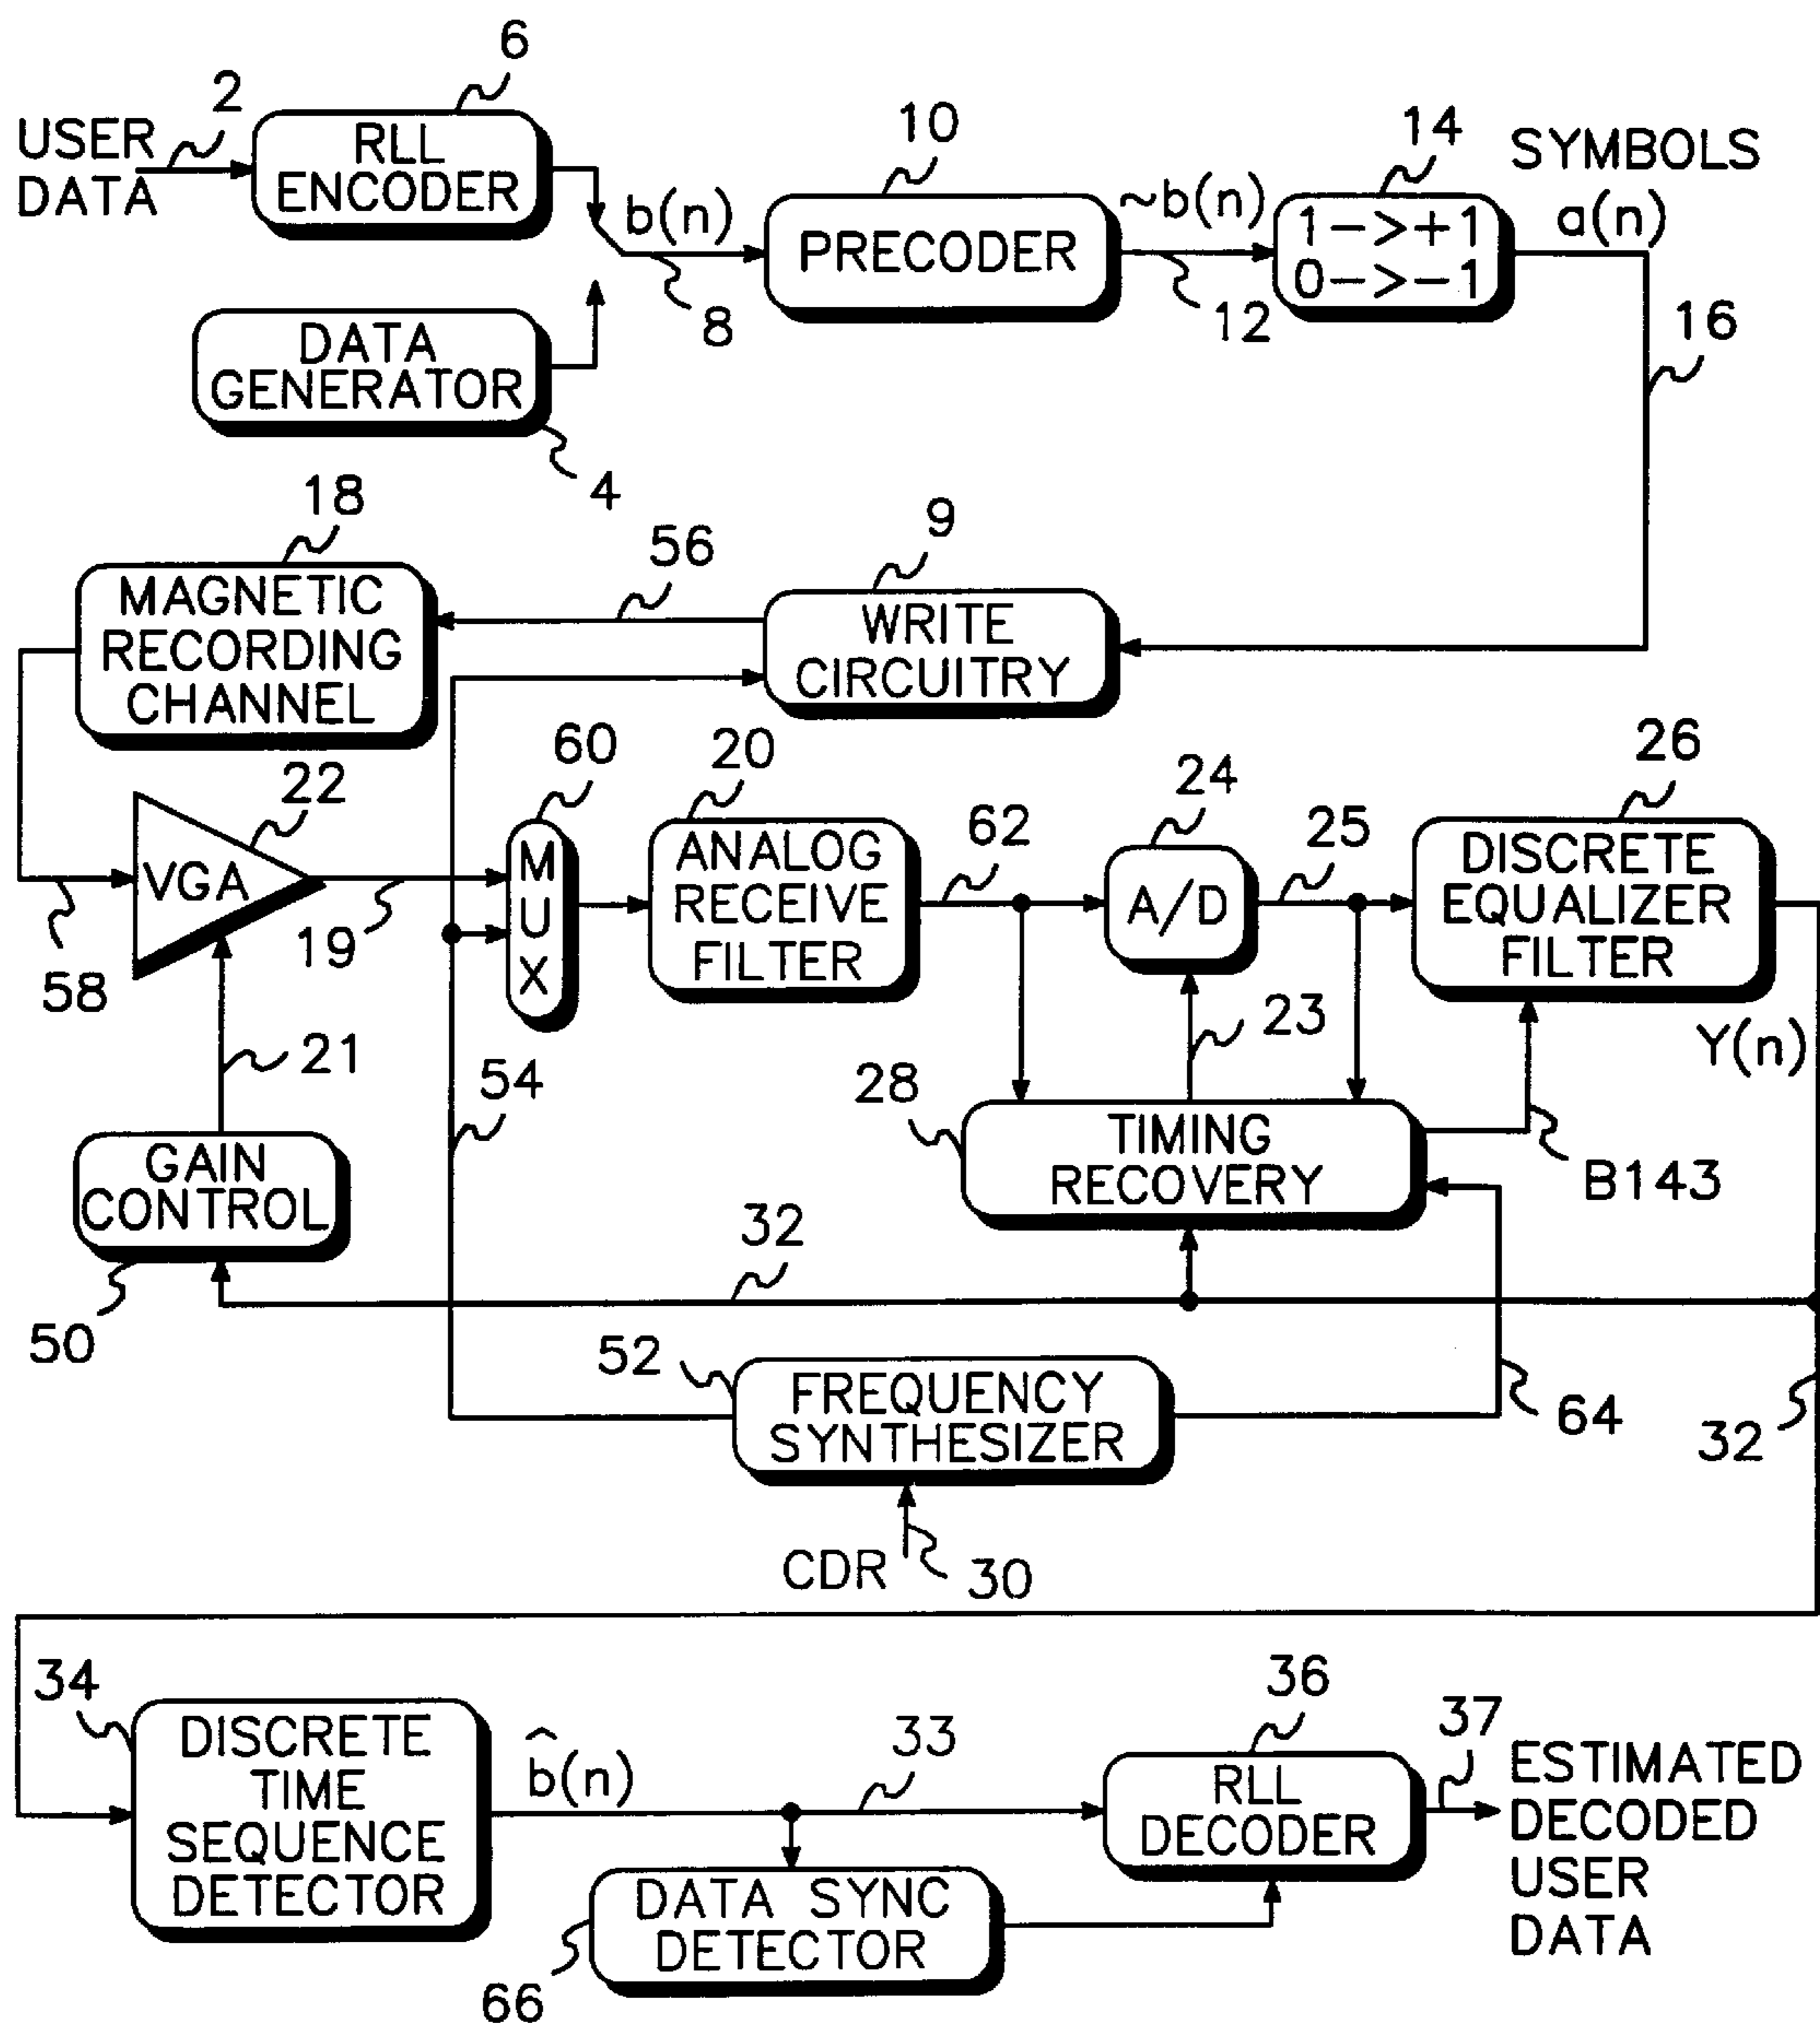 6
2
USER
DATA
RLL
ENCODER
10
14
SYMBOLS
b(n)
PRECODER
~b(n)
1->+1
0->-1
a(n)
8
12
16
DATA
GENERATOR
4
18
56
9
MAGNETIC
RECORDING
CHANNEL
WRITE
CIRCUITRY
22
60
20
24
26
VGA
19
58
M
U
X
ANALOG
RECEIVE
FILTER
62
A/D
25
DISCRETE
EQUALIZER
FILTER
21
54
23
Y(n)
28
TIMING
RECOVERY
B143
GAIN
CONTROL
50
32
52
FREQUENCY
SYNTHESIZER
64
32
CDR
30
34
DISCRETE
TIME
SEQUENCE
DETECTOR
b̂(n)
33
36
RLL
DECODER
37
ESTIMATED
DECODED
USER
DATA
DATA SYNC
DETECTOR
66